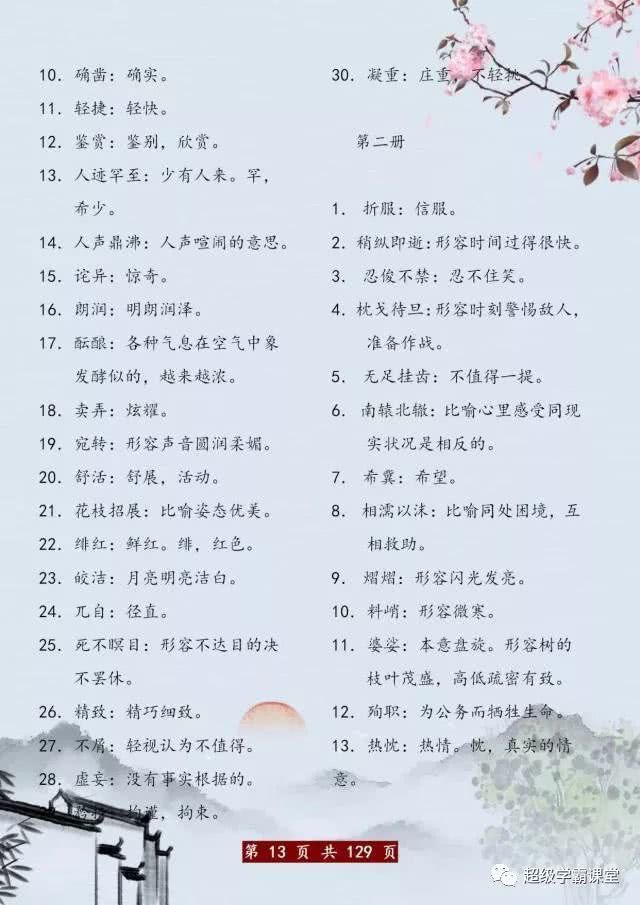 10. 确凿：确实。
11. 轻捷：轻快。
12. 鉴赏：鉴别，欣赏。
13. 人迹罕至：少有人来。罕，
希少。
14. 人声鼎沸：人声喧闹的意思。
15. 诧异：惊奇。
16. 朗润：明朗润泽。
17. 酝酿：各种气息在空气中象
发酵似的，越来越浓。
18. 卖弄：炫耀。
19. 宛转：形容声音圆润柔媚。
20. 舒活：舒展，活动。
21. 花枝招展：比喻姿态优美。
22. 绯红：鲜红。绯，红色。
23. 皎洁：月亮明亮洁白。
24. 兀自：径直。
25. 死不瞑目：形容不达目的决
不罢休。
26. 精致：精巧细致。
27. 不屑：轻视认为不值得。
28. 虚妄：没有事实根据的。
拘谨，拘束。
30. 凝重：庄重，不轻挑
第二册
1. 折服：信服。
2. 稍纵即逝：形容时间过得很快。
3. 忍俊不禁：忍不住笑。
4. 枕戈待旦：形容时刻警惕敌人，
准备作战。
5. 无足挂齿：不值得一提。
6. 南辕北辙：比喻心里感受同现
实状况是相反的。
7. 希冀：希望。
8. 相濡以沫：比喻同处困境，互
相救助。
9. 熠熠：形容闪光发亮。
10. 料峭：形容微寒。
11. 婆娑：本意盘旋。形容树的
枝叶茂盛，高低疏密有致。
12. 殉职：为公务而牺牲生命。
13. 热忱：热情。忱，真实的情
意。
第 13 页 共 129 页
超级学霸课堂